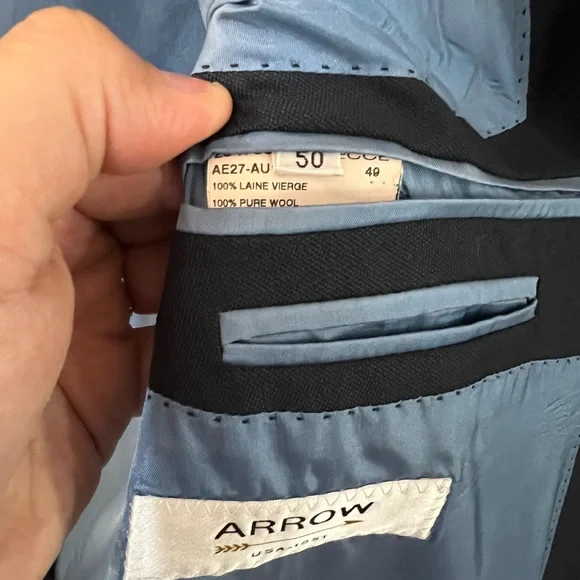 50
AE27-AU 49
100% LAINE VIERGE
100% PURE WOOL
ARROW
USA-1851